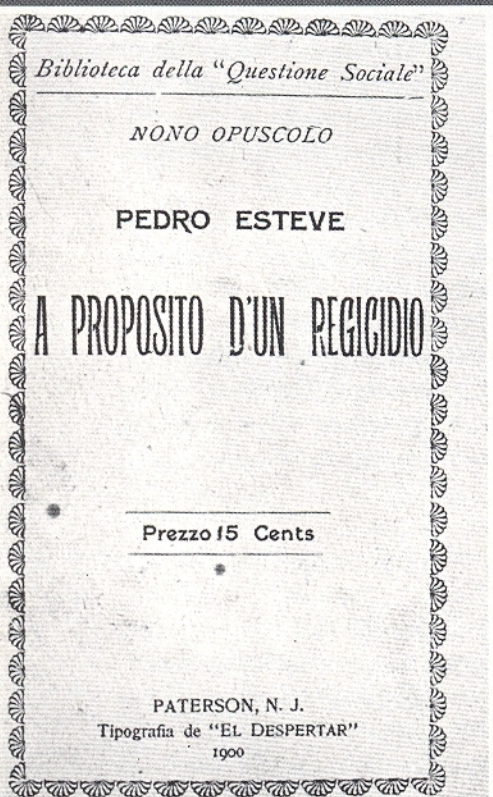 Biblioteca della "Questione Sociale"
NONO OPUSCOLO
PEDRO ESTEVE
A PROPOSITO D'UN REGICIDIO
Prezzo 15 Cents
PATERSON, N. J.
Tipografia de "EL DESPERTAR"
1900